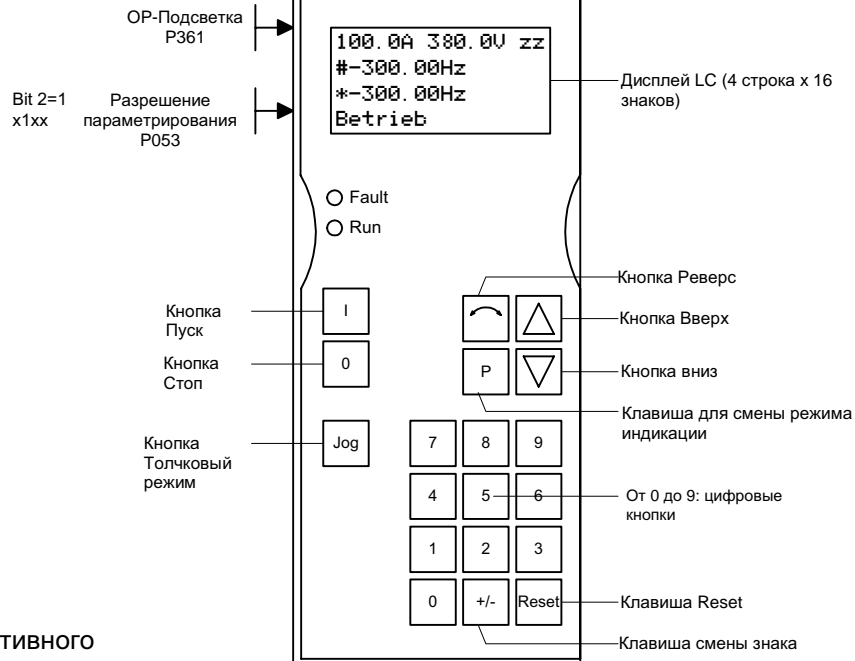 ОР-Подсветка
P361
Bit 2=1
x1xx
Разрешение
параметрирования
P053
100.0A 380.0V zz
#-300.00Hz
*-300.00Hz
Betrieb
Дисплей LC (4 строка x 16
знаков)
Fault
Run
Кнопка Реверс
Кнопка
Пуск
I
Кнопка Вверх
Кнопка
Стоп
0
P
Кнопка вниз
Клавиша для смены режима
индикации
Кнопка
Толчковый
режим
Jog
7
8
9
4
5
6
От 0 до 9: цифровые
кнопки
1
2
3
0
+/-
Reset
Клавиша Reset
Клавиша смены знака
тивного